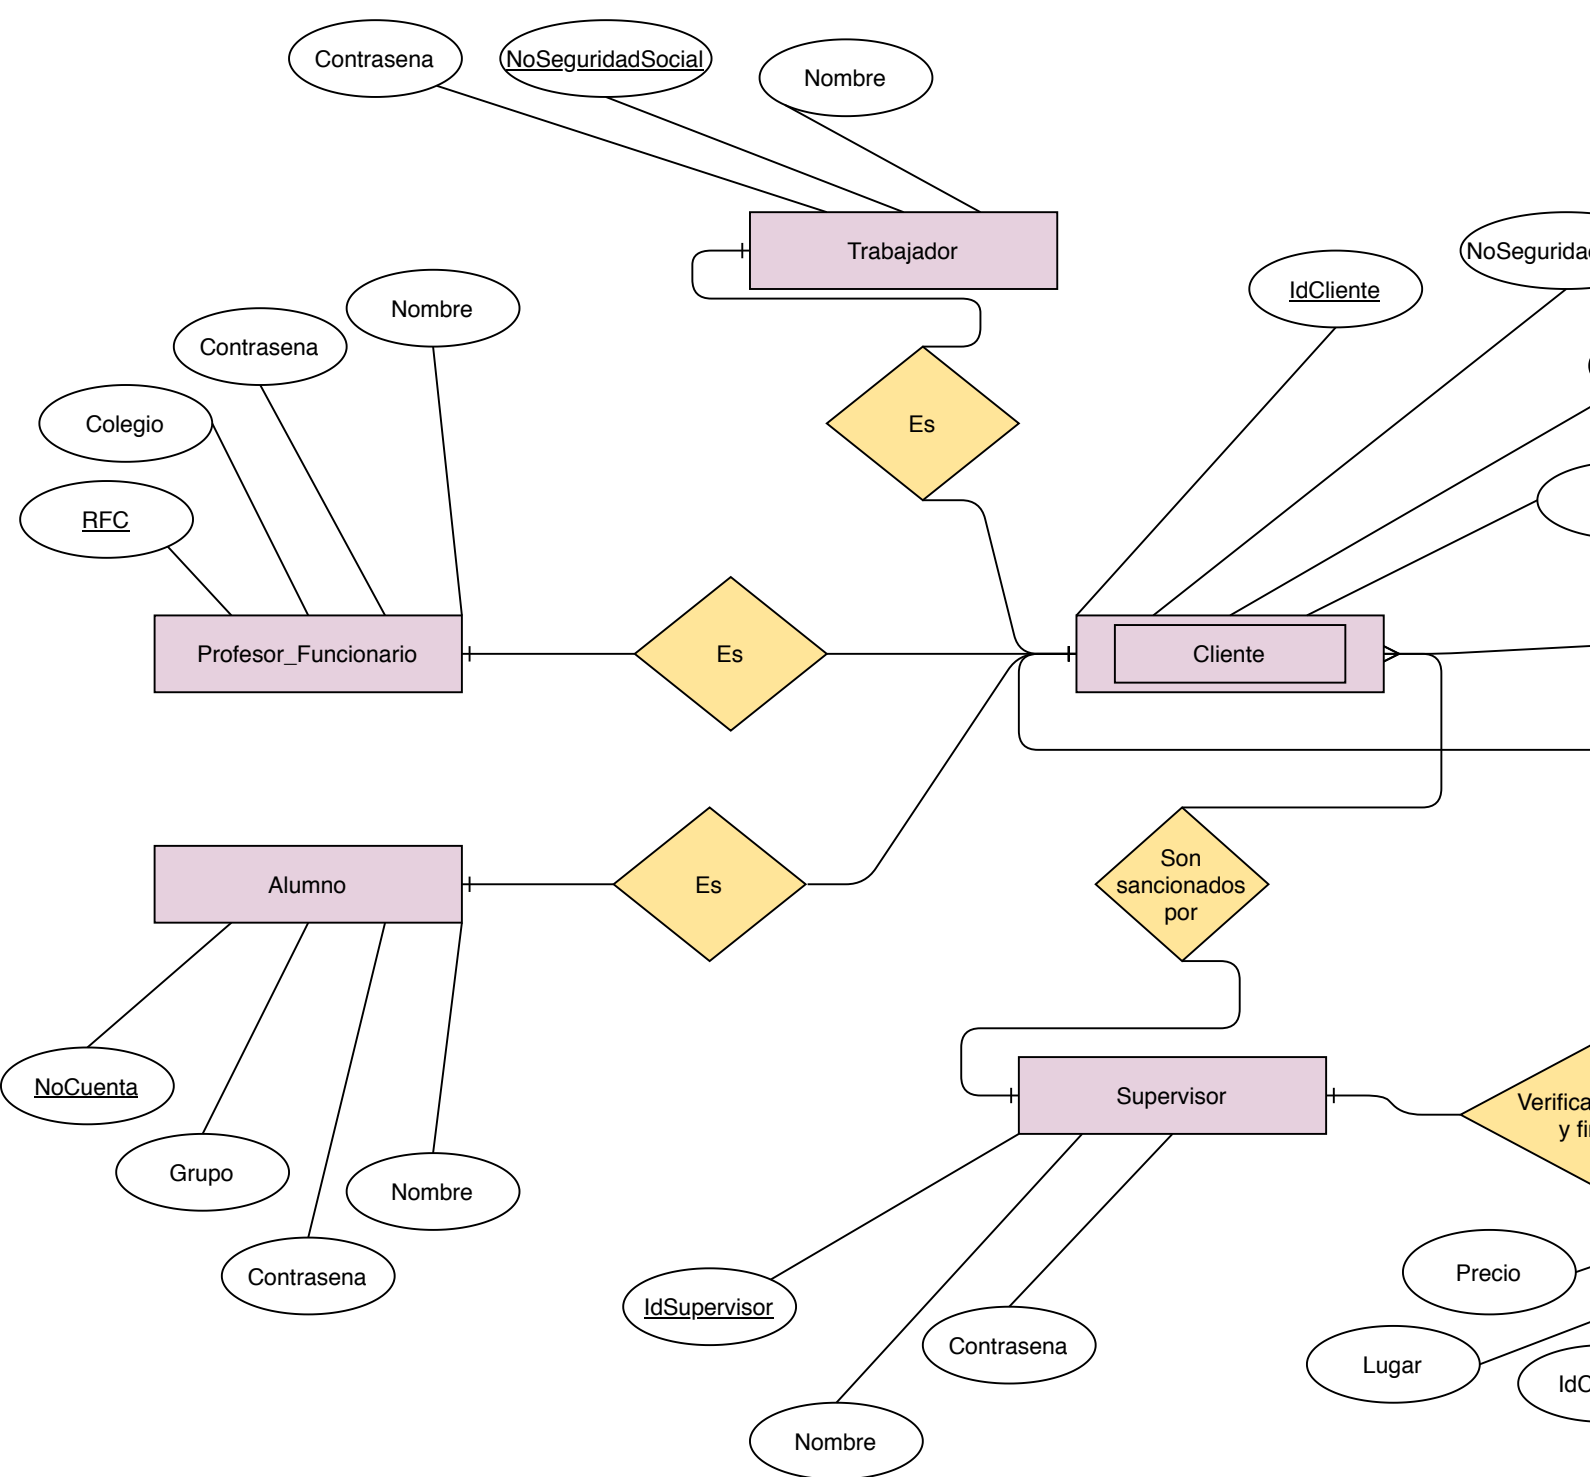 Contrasena
NoSeguridadSocial
Nombre
Trabajador
IdCliente
Nombre
Contrasena
Colegio
Es
RFC
Profesor_Funcionario
Es
Cliente
Alumno
Es
Son
sancionados
por
NoCuenta
Supervisor
Grupo
Nombre
Contrasena
Precio
IdSupervisor
Contrasena
Lugar
Nombre